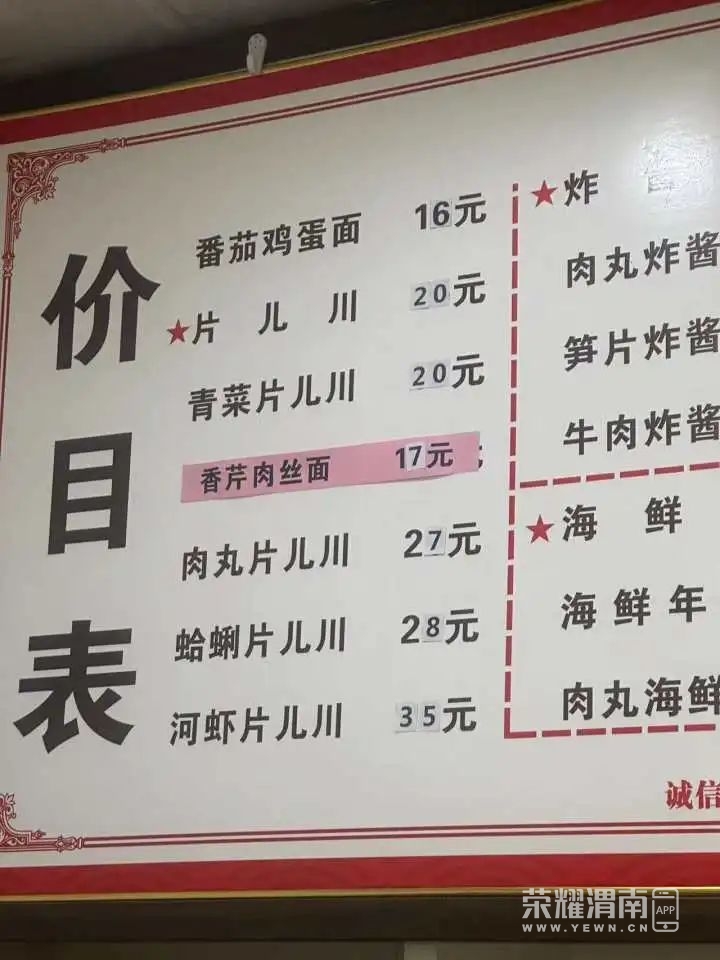 价目表
番茄鸡蛋面 16元
★片儿川 20元
青菜片儿川 20元
香芹肉丝面 17元
肉丸片儿川 27元
蛤蜊片儿川 28元
河虾片儿川 35元
★炸
肉丸炸酱
笋片炸酱
牛肉炸酱
★海鲜
海鲜年
肉丸海鲜
诚信
荣耀渭南 APP
WWW.YEWN.CN